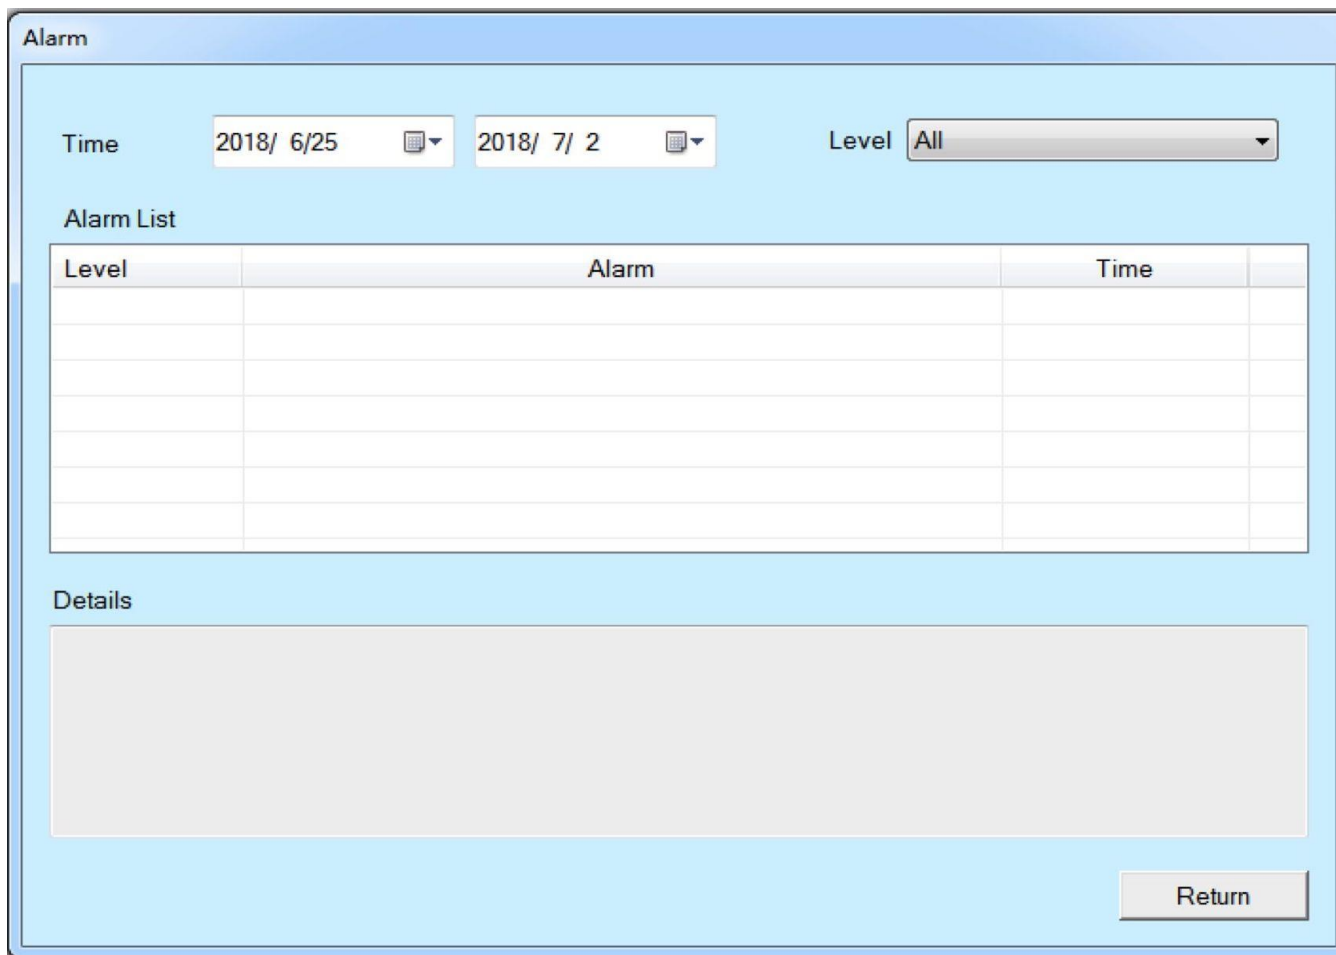 Alarm
Time 2018/ 6/25 2018/ 7/ 2 Level All
Alarm List
Level Alarm Time
Details
Return